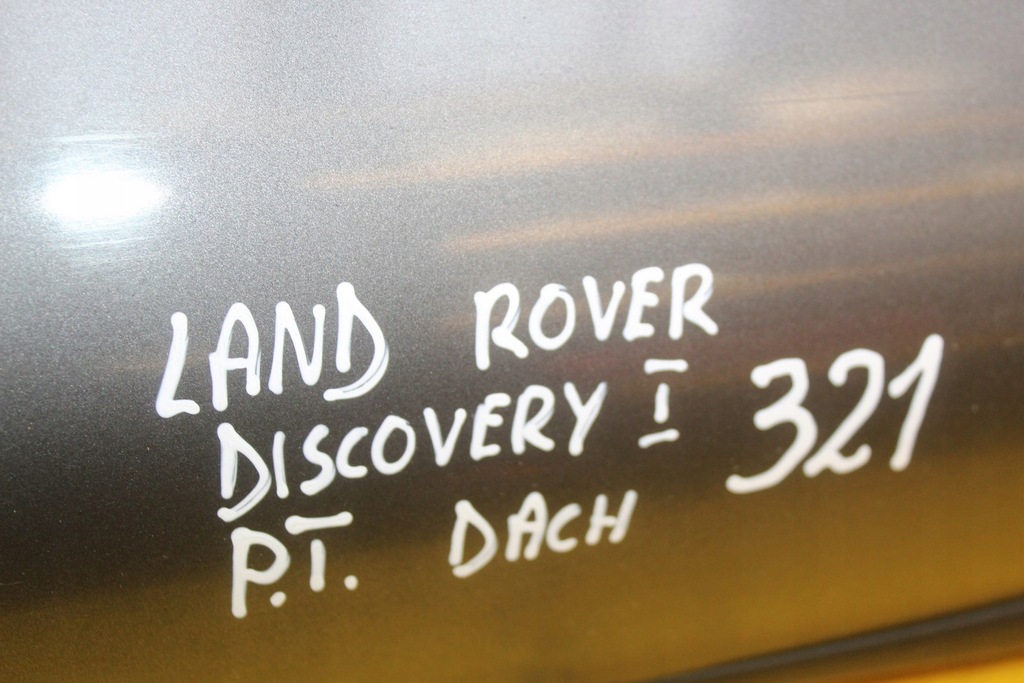 LAND ROVER
DISCOVERY I 321
P.T. DACH